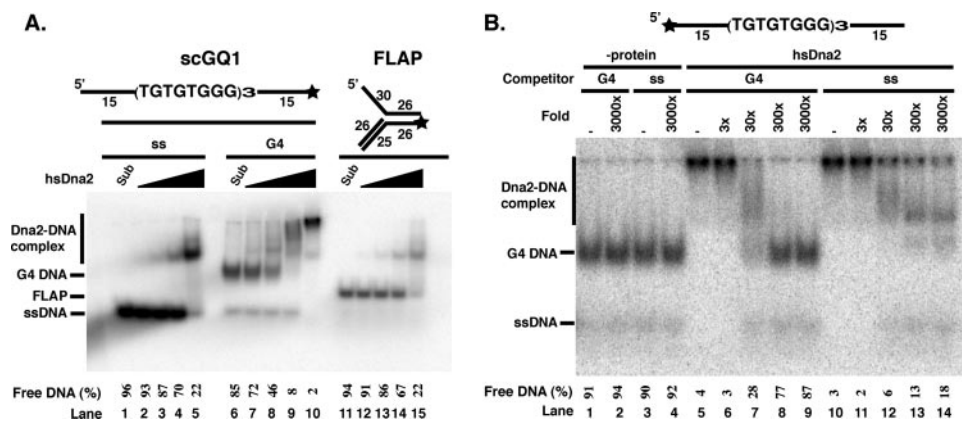 A.
scGQ1 FLAP
5'
15 (TGTGTGGG)3 15
30
26
26
25
26
ss G4
hsDna2 Sub Sub Sub
Dna2-DNA
complex
G4 DNA
FLAP
ssDNA
Free DNA (%) 96 93 87 70 22 85 72 46 8 2 94 91 86 67 22
Lane 1 2 3 4 5 6 7 8 9 10 11 12 13 14 15
B.
5'
15 (TGTGTGGG)3 15
-protein hsDna2
Competitor G4 ss G4 ss
Fold - 3000x - 3000x - 3x 30x 300x 3000x - 3x 30x 300x 3000x
Dna2-DNA
complex
G4 DNA
ssDNA
Free DNA (%) 91 94 90 92 4 3 28 77 87 3 2 6 13 18
Lane 1 2 3 4 5 6 7 8 9 10 11 12 13 14